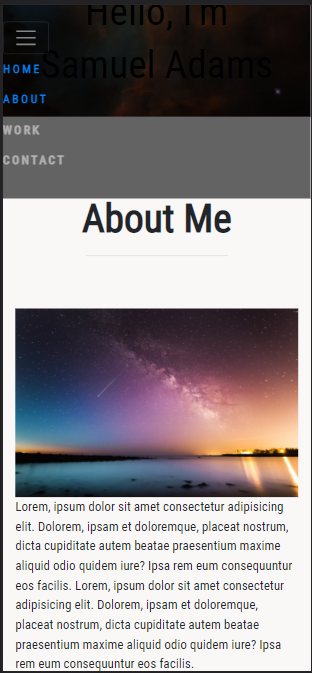 Hello, I'm
Samuel Adams
HOME
ABOUT
WORK
CONTACT
About Me
Lorem, ipsum dolor sit amet consectetur adipisicing
elit. Dolorem, ipsam et doloremque, placeat nostrum,
dicta cupiditate autem beatae praesentium maxime
aliquid odio quidem iure? Ipsa rem eum consequuntur
eos facilis. Lorem, ipsum dolor sit amet consectetur
adipisicing elit. Dolorem, ipsam et doloremque,
placeat nostrum, dicta cupiditate autem beatae
praesentium maxime aliquid odio quidem iure? Ipsa
rem eum consequuntur eos facilis.